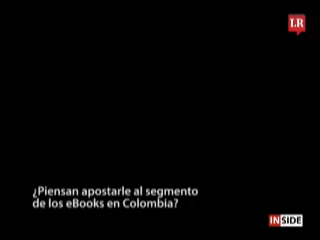 LR
¿Piensan apostarle al segmento
de los eBooks en Colombia?
INSIDE